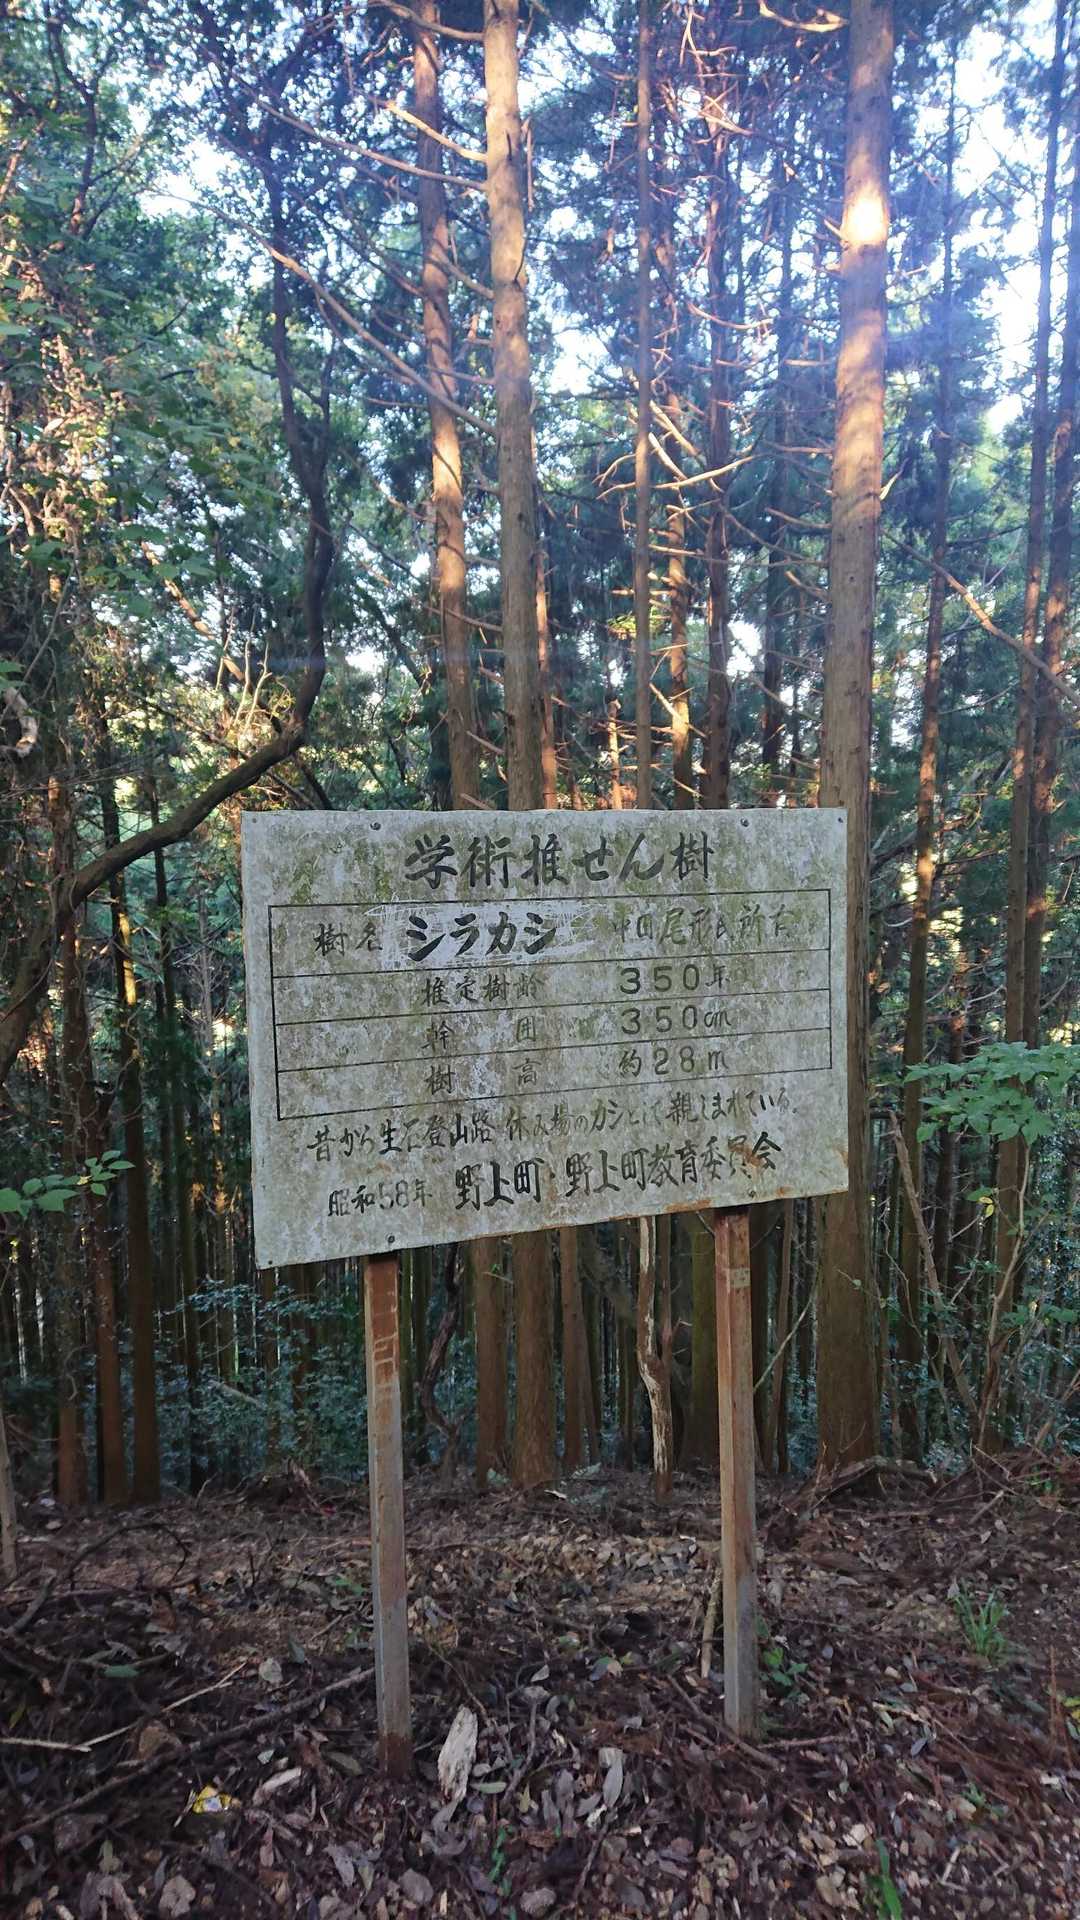 学術推せん樹
樹名 シラカシ 中田尾形氏所有
推定樹齢 350年
幹囲 350cm
樹高 約28m
昔から生石登山路 休み場のカシとして親しまれている。
昭和58年 野上町・野上町教育委員会